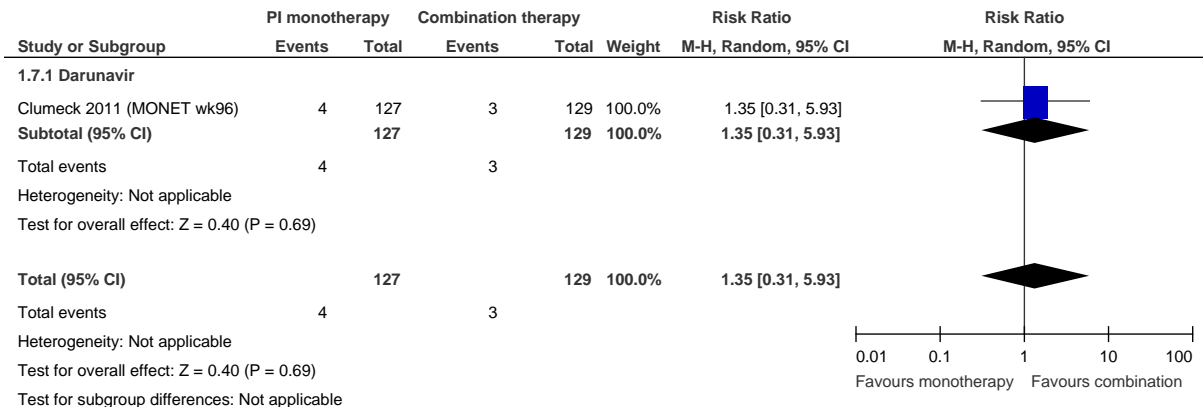 PI monotherapy Combination therapy Risk Ratio Risk Ratio
Study or Subgroup Events Total Events Total Weight M-H, Random, 95% CI M-H, Random, 95% CI
1.7.1 Darunavir
Clumeck 2011 (MONET wk96) 4 127 3 129 100.0% 1.35 [0.31, 5.93]
Subtotal (95% CI) 127 129 100.0% 1.35 [0.31, 5.93]
Total events 4 3
Heterogeneity: Not applicable
Test for overall effect: Z = 0.40 (P = 0.69)
Total (95% CI) 127 129 100.0% 1.35 [0.31, 5.93]
Total events 4 3
Heterogeneity: Not applicable
Test for overall effect: Z = 0.40 (P = 0.69)
Test for subgroup differences: Not applicable
0.01 0.1 1 10 100
Favours monotherapy Favours combination